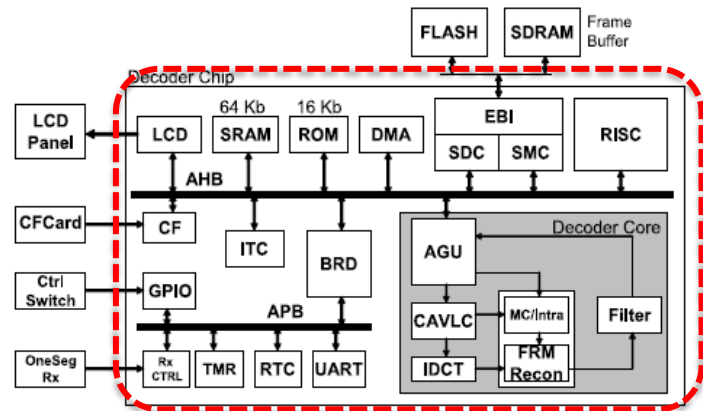 FLASH
SDRAM
Frame
Buffer
Decoder Chip
64 Kb
16 Kb
LCD
Panel
LCD
SRAM
ROM
DMA
EBI
SDC
SMC
RISC
AHB
CFCard
CF
ITC
BRD
Decoder Core
AGU
Ctrl
Switch
GPIO
APB
CAVLC
MC/Intra
Filter
OneSeg
Rx
Rx
CTRL
TMR
RTC
UART
IDCT
FRM
Recon